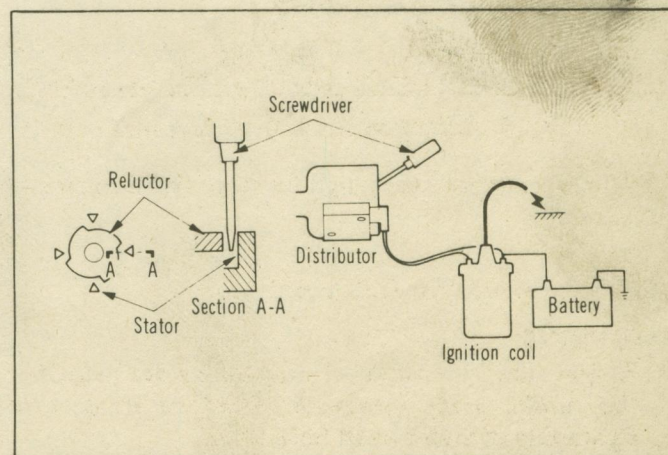 Screwdriver
Reluctor
A A
Distributor
Section A-A
Stator
Battery
Ignition coil